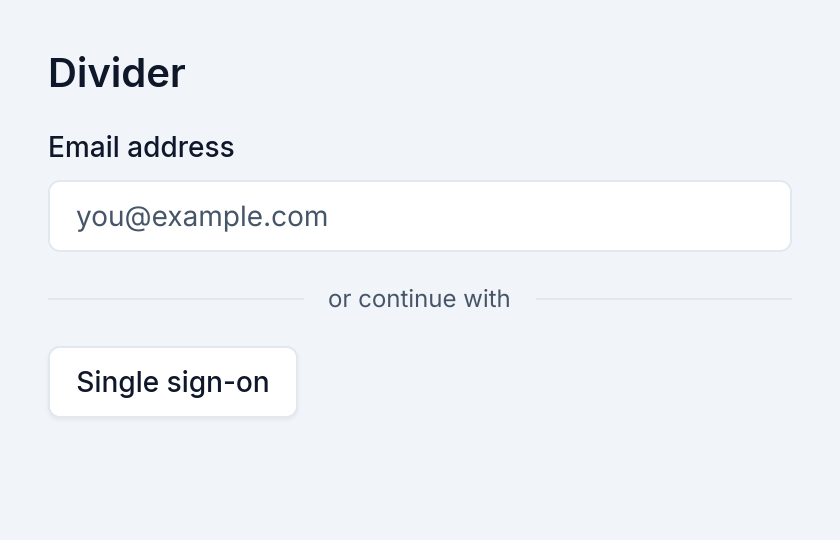 Divider
Email address
you@example.com
or continue with
Single sign-on